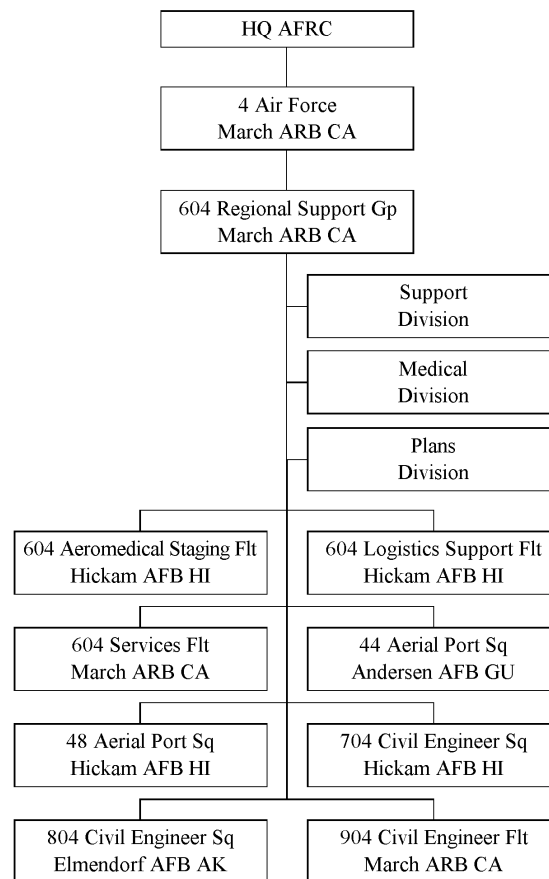 HQ AFRC
4 Air Force
March ARB CA
604 Regional Support Gp
March ARB CA
Support
Division
Medical
Division
Plans
Division
604 Aeromedical Staging Flt
Hickam AFB HI
604 Logistics Support Flt
Hickam AFB HI
604 Services Flt
March ARB CA
44 Aerial Port Sq
Andersen AFB GU
48 Aerial Port Sq
Hickam AFB HI
704 Civil Engineer Sq
Hickam AFB HI
804 Civil Engineer Sq
Elmendorf AFB AK
904 Civil Engineer Flt
March ARB CA